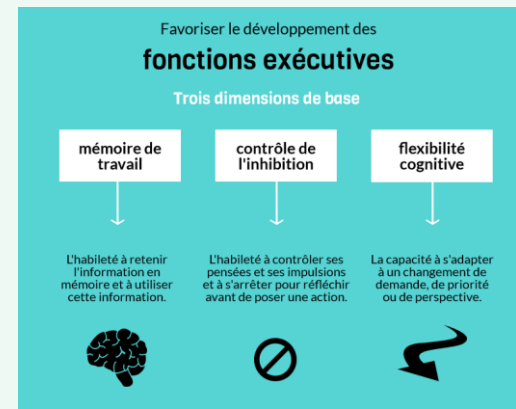 Favoriser le développement des
fonctions exécutives
Trois dimensions de base
mémoire de
travail
contrôle de
l'inhibition
flexibilité
cognitive
L'habileté à retenir
l'information en
mémoire et à utiliser
cette information.
L'habileté à contrôler ses
pensées et ses impulsions
et à s'arrêter pour réfléchir
avant de poser une action.
La capacité à s'adapter
à un changement de
demande, de priorité
ou de perspective.